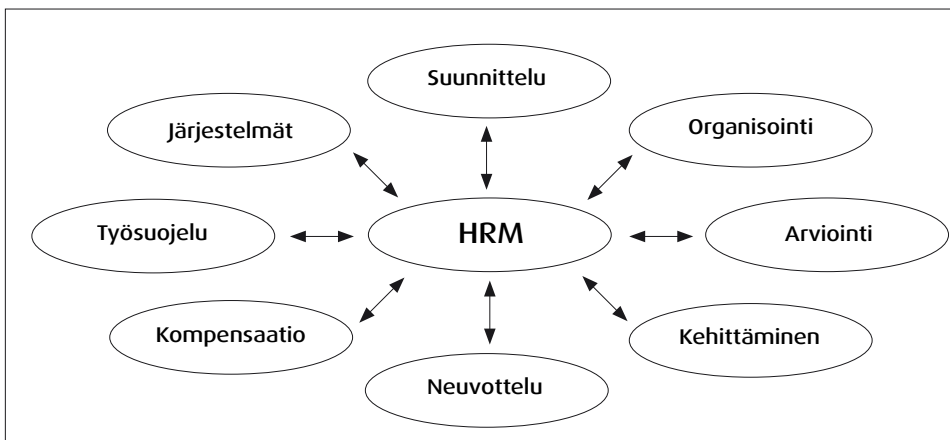 Suunnittelu
Järjestelmät
Organisointi
Työsuojelu
HRM
Arviointi
Kompensaatio
Kehittäminen
Neuvottelu